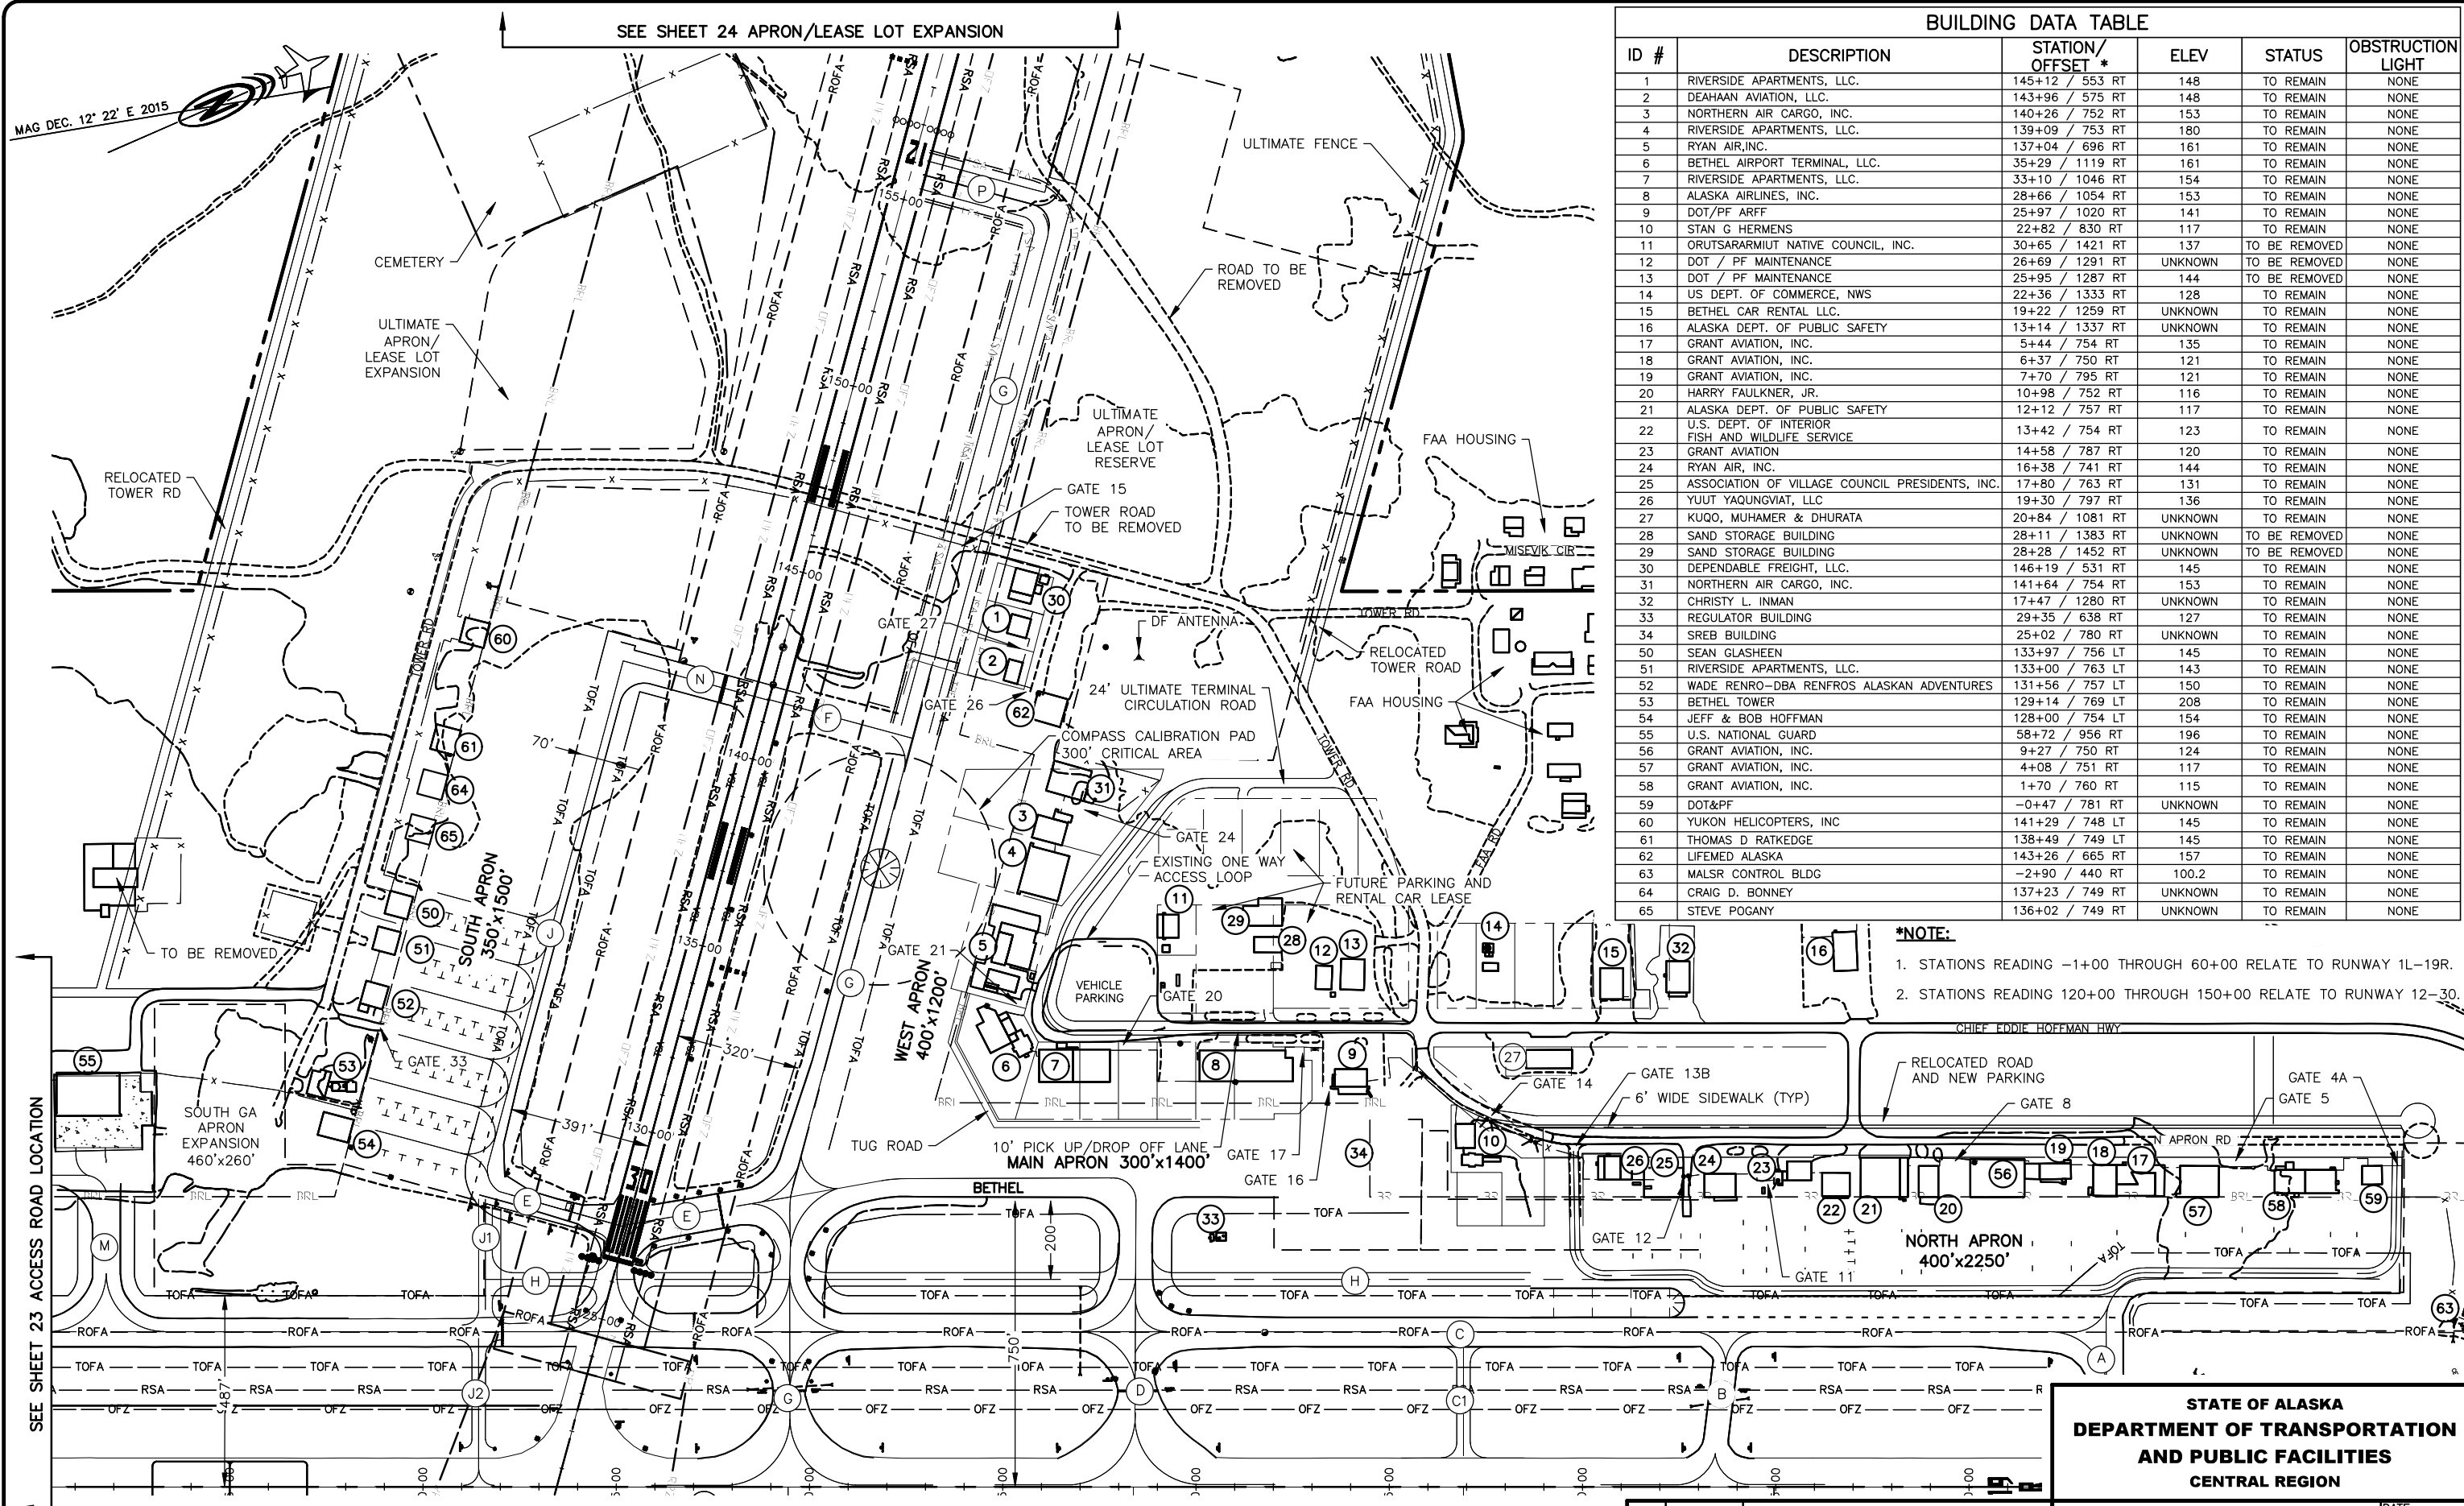 SEE SHEET 24 APRON/LEASE LOT EXPANSION
MAG DEC. 12° 22' E 2015
CEMETERY
ULTIMATE
APRON/
LEASE LOT
EXPANSION
RELOCATED
TOWER RD
ULTIMATE FENCE
ROAD TO BE
REMOVED
ULTIMATE
APRON/
LEASE LOT
RESERVE
GATE 15
TOWER ROAD
TO BE REMOVED
FAA HOUSING
MISEVIK CIR
TOWER RD
RELOCATED
TOWER ROAD
FAA HOUSING
FAA RD
TOWER RD
GATE 27
DF ANTENNA
GATE 26
24' ULTIMATE TERMINAL
CIRCULATION ROAD
COMPASS CALIBRATION PAD
300' CRITICAL AREA
GATE 24
EXISTING ONE WAY
ACCESS LOOP
FUTURE PARKING AND
RENTAL CAR LEASE
GATE 21
VEHICLE
PARKING
GATE 20
WEST APRON
400'x1200'
SOUTH APRON
350'x1500'
TOWER RD
TO BE REMOVED
GATE 33
SOUTH GA
APRON
EXPANSION
460'x260'
SEE SHEET 23 ACCESS ROAD LOCATION
155+00
150+00
145+00
140+00
135+00
130+00
125+00
12
30
70'
320'
391'
200
750'
487'
TUG ROAD
10' PICK UP/DROP OFF LANE
MAIN APRON 300'x1400'
GATE 17
GATE 16
BETHEL
GATE 14
GATE 13B
6' WIDE SIDEWALK (TYP)
CHIEF EDDIE HOFFMAN HWY
RELOCATED ROAD
AND NEW PARKING
GATE 8
GATE 4A
GATE 5
N APRON RD
GATE 12
GATE 11
NORTH APRON
400'x2250'
BUILDING DATA TABLE
ID # DESCRIPTION STATION/ OFFSET * ELEV STATUS OBSTRUCTION LIGHT
1 RIVERSIDE APARTMENTS, LLC. 145+12 / 553 RT 148 TO REMAIN NONE
2 DEAHAAN AVIATION, LLC. 143+96 / 575 RT 148 TO REMAIN NONE
3 NORTHERN AIR CARGO, INC. 140+26 / 752 RT 153 TO REMAIN NONE
4 RIVERSIDE APARTMENTS, LLC. 139+09 / 753 RT 180 TO REMAIN NONE
5 RYAN AIR,INC. 137+04 / 696 RT 161 TO REMAIN NONE
6 BETHEL AIRPORT TERMINAL, LLC. 35+29 / 1119 RT 161 TO REMAIN NONE
7 RIVERSIDE APARTMENTS, LLC. 33+10 / 1046 RT 154 TO REMAIN NONE
8 ALASKA AIRLINES, INC. 28+66 / 1054 RT 153 TO REMAIN NONE
9 DOT/PF ARFF 25+97 / 1020 RT 141 TO REMAIN NONE
10 STAN G HERMENS 22+82 / 830 RT 117 TO REMAIN NONE
11 ORUTSARARMIUT NATIVE COUNCIL, INC. 30+65 / 1421 RT 137 TO BE REMOVED NONE
12 DOT / PF MAINTENANCE 26+69 / 1291 RT UNKNOWN TO BE REMOVED NONE
13 DOT / PF MAINTENANCE 25+95 / 1287 RT 144 TO BE REMOVED NONE
14 US DEPT. OF COMMERCE, NWS 22+36 / 1333 RT 128 TO REMAIN NONE
15 BETHEL CAR RENTAL LLC. 19+22 / 1259 RT UNKNOWN TO REMAIN NONE
16 ALASKA DEPT. OF PUBLIC SAFETY 13+14 / 1337 RT UNKNOWN TO REMAIN NONE
17 GRANT AVIATION, INC. 5+44 / 754 RT 135 TO REMAIN NONE
18 GRANT AVIATION, INC. 6+37 / 750 RT 121 TO REMAIN NONE
19 GRANT AVIATION, INC. 7+70 / 795 RT 121 TO REMAIN NONE
20 HARRY FAULKNER, JR. 10+98 / 752 RT 116 TO REMAIN NONE
21 ALASKA DEPT. OF PUBLIC SAFETY 12+12 / 757 RT 117 TO REMAIN NONE
22 U.S. DEPT. OF INTERIOR FISH AND WILDLIFE SERVICE 13+42 / 754 RT 123 TO REMAIN NONE
23 GRANT AVIATION 14+58 / 787 RT 120 TO REMAIN NONE
24 RYAN AIR, INC. 16+38 / 741 RT 144 TO REMAIN NONE
25 ASSOCIATION OF VILLAGE COUNCIL PRESIDENTS, INC. 17+80 / 763 RT 131 TO REMAIN NONE
26 YUUT YAQUNGVIAT, LLC 19+30 / 797 RT 136 TO REMAIN NONE
27 KUQO, MUHAMER & DHURATA 20+84 / 1081 RT UNKNOWN TO REMAIN NONE
28 SAND STORAGE BUILDING 28+11 / 1383 RT UNKNOWN TO BE REMOVED NONE
29 SAND STORAGE BUILDING 28+28 / 1452 RT UNKNOWN TO BE REMOVED NONE
30 DEPENDABLE FREIGHT, LLC. 146+19 / 531 RT 145 TO REMAIN NONE
31 NORTHERN AIR CARGO, INC. 141+64 / 754 RT 153 TO REMAIN NONE
32 CHRISTY L. INMAN 17+47 / 1280 RT UNKNOWN TO REMAIN NONE
33 REGULATOR BUILDING 29+35 / 638 RT 127 TO REMAIN NONE
34 SREB BUILDING 25+02 / 780 RT UNKNOWN TO REMAIN NONE
50 SEAN GLASHEEN 133+97 / 756 LT 145 TO REMAIN NONE
51 RIVERSIDE APARTMENTS, LLC. 133+00 / 763 LT 143 TO REMAIN NONE
52 WADE RENRO-DBA RENFROS ALASKAN ADVENTURES 131+56 / 757 LT 150 TO REMAIN NONE
53 BETHEL TOWER 129+14 / 769 LT 208 TO REMAIN NONE
54 JEFF & BOB HOFFMAN 128+00 / 754 LT 154 TO REMAIN NONE
55 U.S. NATIONAL GUARD 58+72 / 956 RT 196 TO REMAIN NONE
56 GRANT AVIATION, INC. 9+27 / 750 RT 124 TO REMAIN NONE
57 GRANT AVIATION, INC. 4+08 / 751 RT 117 TO REMAIN NONE
58 GRANT AVIATION, INC. 1+70 / 760 RT 115 TO REMAIN NONE
59 DOT&PF -0+47 / 781 RT UNKNOWN TO REMAIN NONE
60 YUKON HELICOPTERS, INC 141+29 / 748 LT 145 TO REMAIN NONE
61 THOMAS D RATKEDGE 138+49 / 749 LT 145 TO REMAIN NONE
62 LIFEMED ALASKA 143+26 / 665 RT 157 TO REMAIN NONE
63 MALSR CONTROL BLDG -2+90 / 440 RT 100.2 TO REMAIN NONE
64 CRAIG D. BONNEY 137+23 / 749 RT UNKNOWN TO REMAIN NONE
65 STEVE POGANY 136+02 / 749 RT UNKNOWN TO REMAIN NONE
*NOTE:
1. STATIONS READING -1+00 THROUGH 60+00 RELATE TO RUNWAY 1L-19R.
2. STATIONS READING 120+00 THROUGH 150+00 RELATE TO RUNWAY 12-30.
STATE OF ALASKA
DEPARTMENT OF TRANSPORTATION
AND PUBLIC FACILITIES
CENTRAL REGION